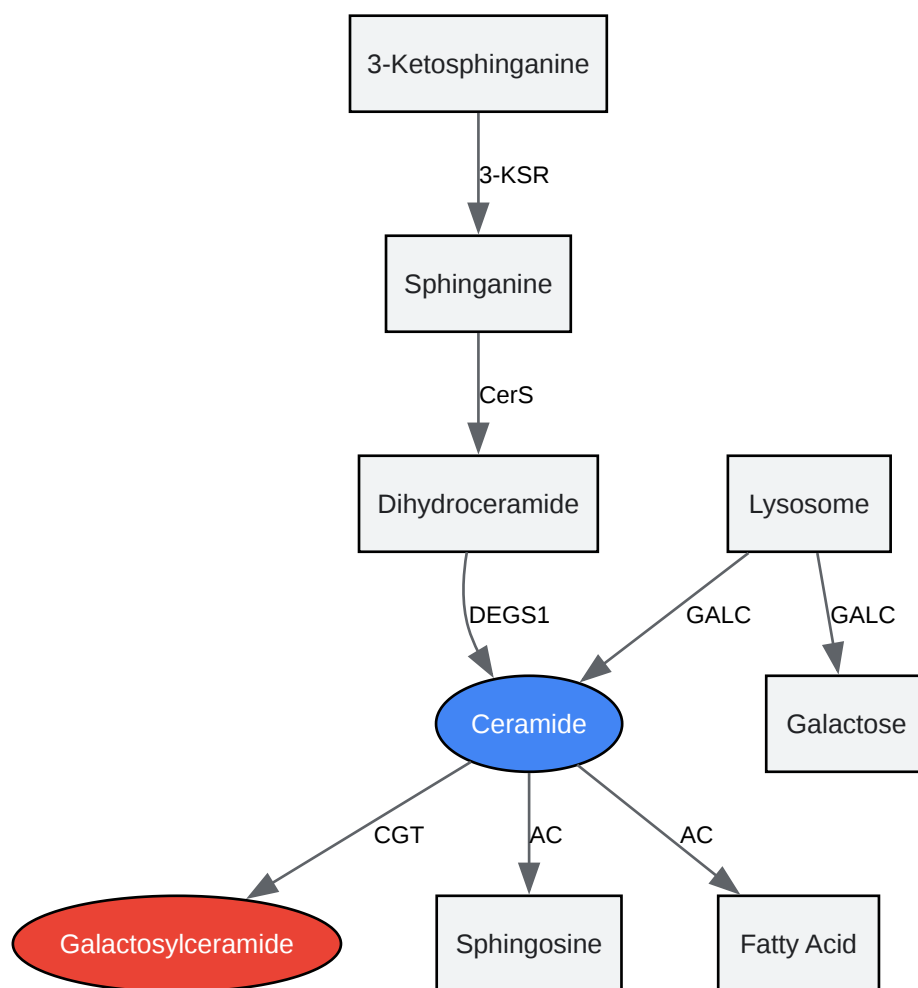 3-Ketosphinganine
3-KSR
Sphinganine
CerS
Dihydroceramide
Lysosome
DEGS1
GALC
GALC
Ceramide
Galactose
CGT
AC
AC
Galactosylceramide
Sphingosine
Fatty Acid